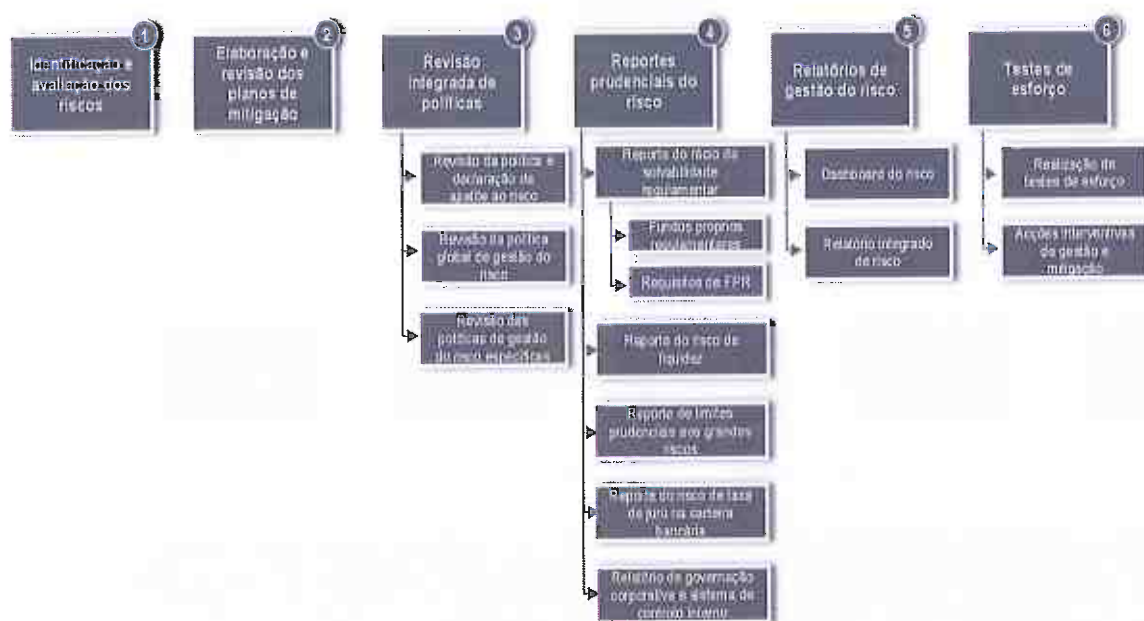 1
Identificação e
avaliação dos
riscos
2
Elaboração e
revisão dos
planos de
mitigação
3
Revisão
integrada de
políticas
Revisão da política e
declaração de
apetite ao risco
Revisão da política
global de gestão do
risco
Revisão das
políticas de gestão
do risco específicas
4
Reportes
prudenciais do
risco
Reporte do rácio de
solvabilidade
regulamentar
Fundos próprios
regulamentares
Requisitos de FPR
Reporte do risco de
liquidez
Reporte de limites
prudenciais aos grandes
riscos
Reporte do risco de taxa
de juro na carteira
bancária
Relatório de governação
corporativa e sistema de
controlo interno
5
Relatórios de
gestão do risco
Dashboard do risco
Relatório integrado
de risco
6
Testes de
esforço
Realização de
testes de esforço
Acções interventivas
de gestão e
mitigação